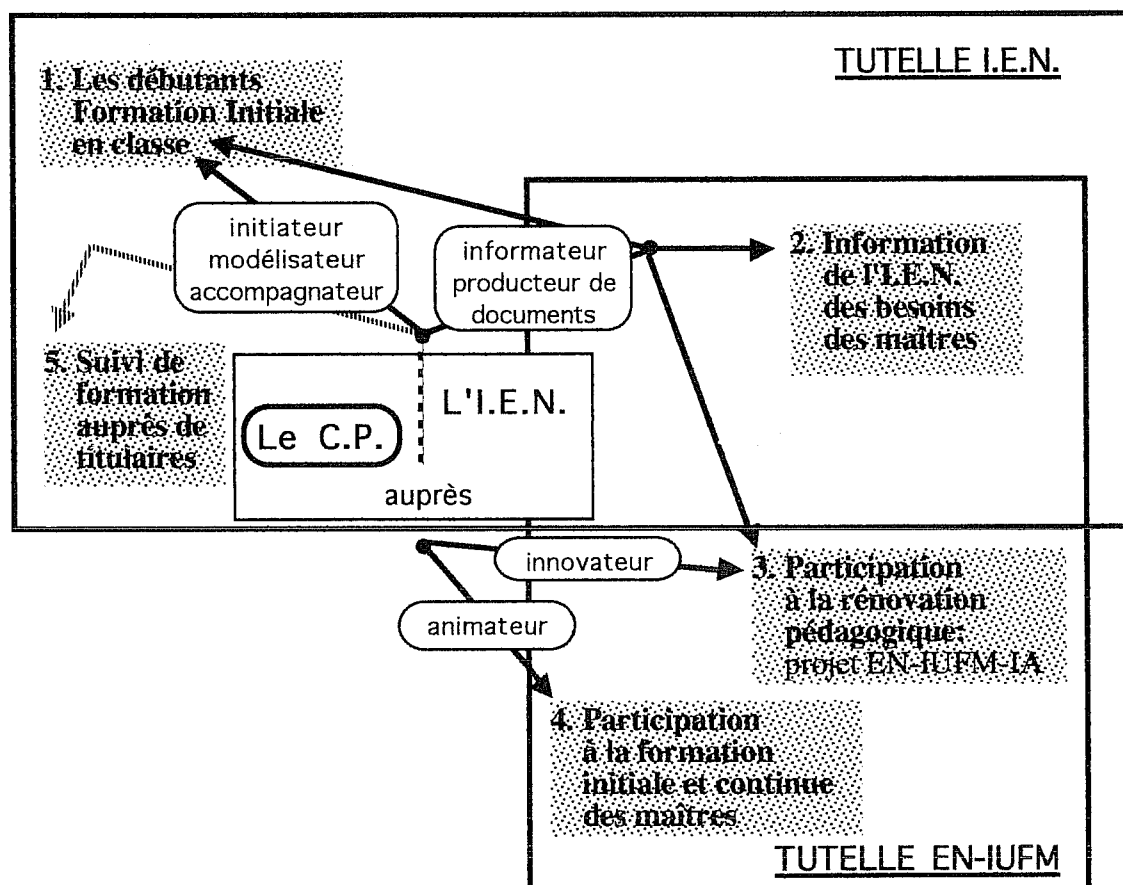 TUTELLE I.E.N.
1. Les débutants
Formation Initiale
en classe
initiateur
modélisateur
accompagnateur
informateur
producteur de
documents
2. Information
de l'I.E.N.
des besoins
des maîtres
5. Suivi de
formation
auprès de
titulaires
Le C.P.
L'I.E.N.
auprès
innovateur
animateur
3. Participation
à la rénovation
pédagogique:
projet EN-IUFM-IA
4. Participation
à la formation
initiale et continue
des maîtres
TUTELLE EN-IUFM